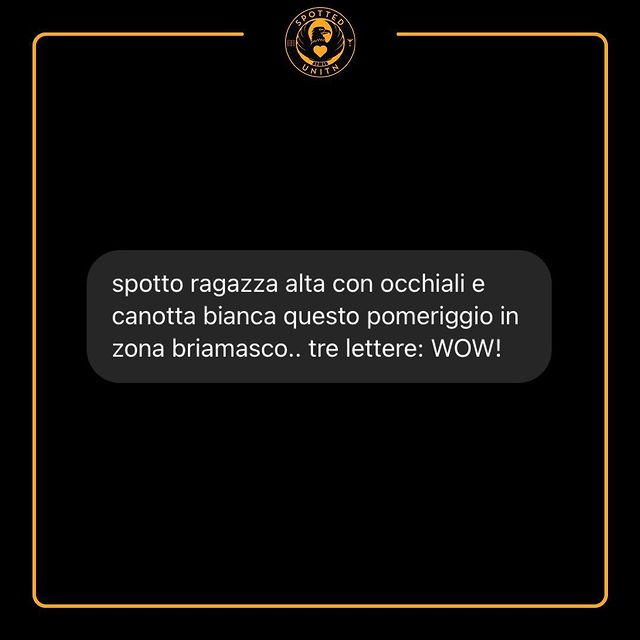 SPOTTED
UNITN
spotto ragazza alta con occhiali e
canotta bianca questo pomeriggio in
zona briamasco.. tre lettere: WOW!